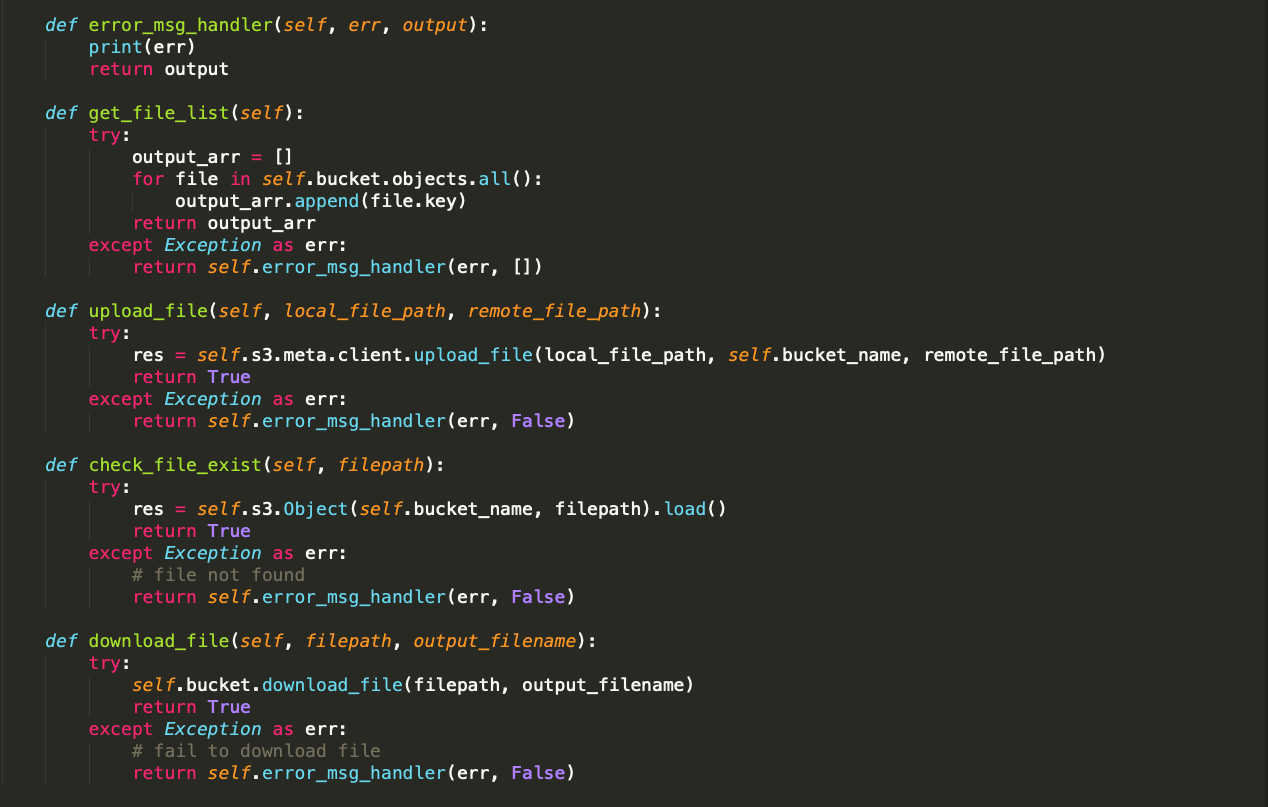 def error_msg_handler(self, err, output):
    print(err)
    return output

def get_file_list(self):
    try:
        output_arr = []
        for file in self.bucket.objects.all():
            output_arr.append(file.key)
        return output_arr
    except Exception as err:
        return self.error_msg_handler(err, [])

def upload_file(self, local_file_path, remote_file_path):
    try:
        res = self.s3.meta.client.upload_file(local_file_path, self.bucket_name, remote_file_path)
        return True
    except Exception as err:
        return self.error_msg_handler(err, False)

def check_file_exist(self, filepath):
    try:
        res = self.s3.Object(self.bucket_name, filepath).load()
        return True
    except Exception as err:
        # file not found
        return self.error_msg_handler(err, False)

def download_file(self, filepath, output_filename):
    try:
        self.bucket.download_file(filepath, output_filename)
        return True
    except Exception as err:
        # fail to download file
        return self.error_msg_handler(err, False)